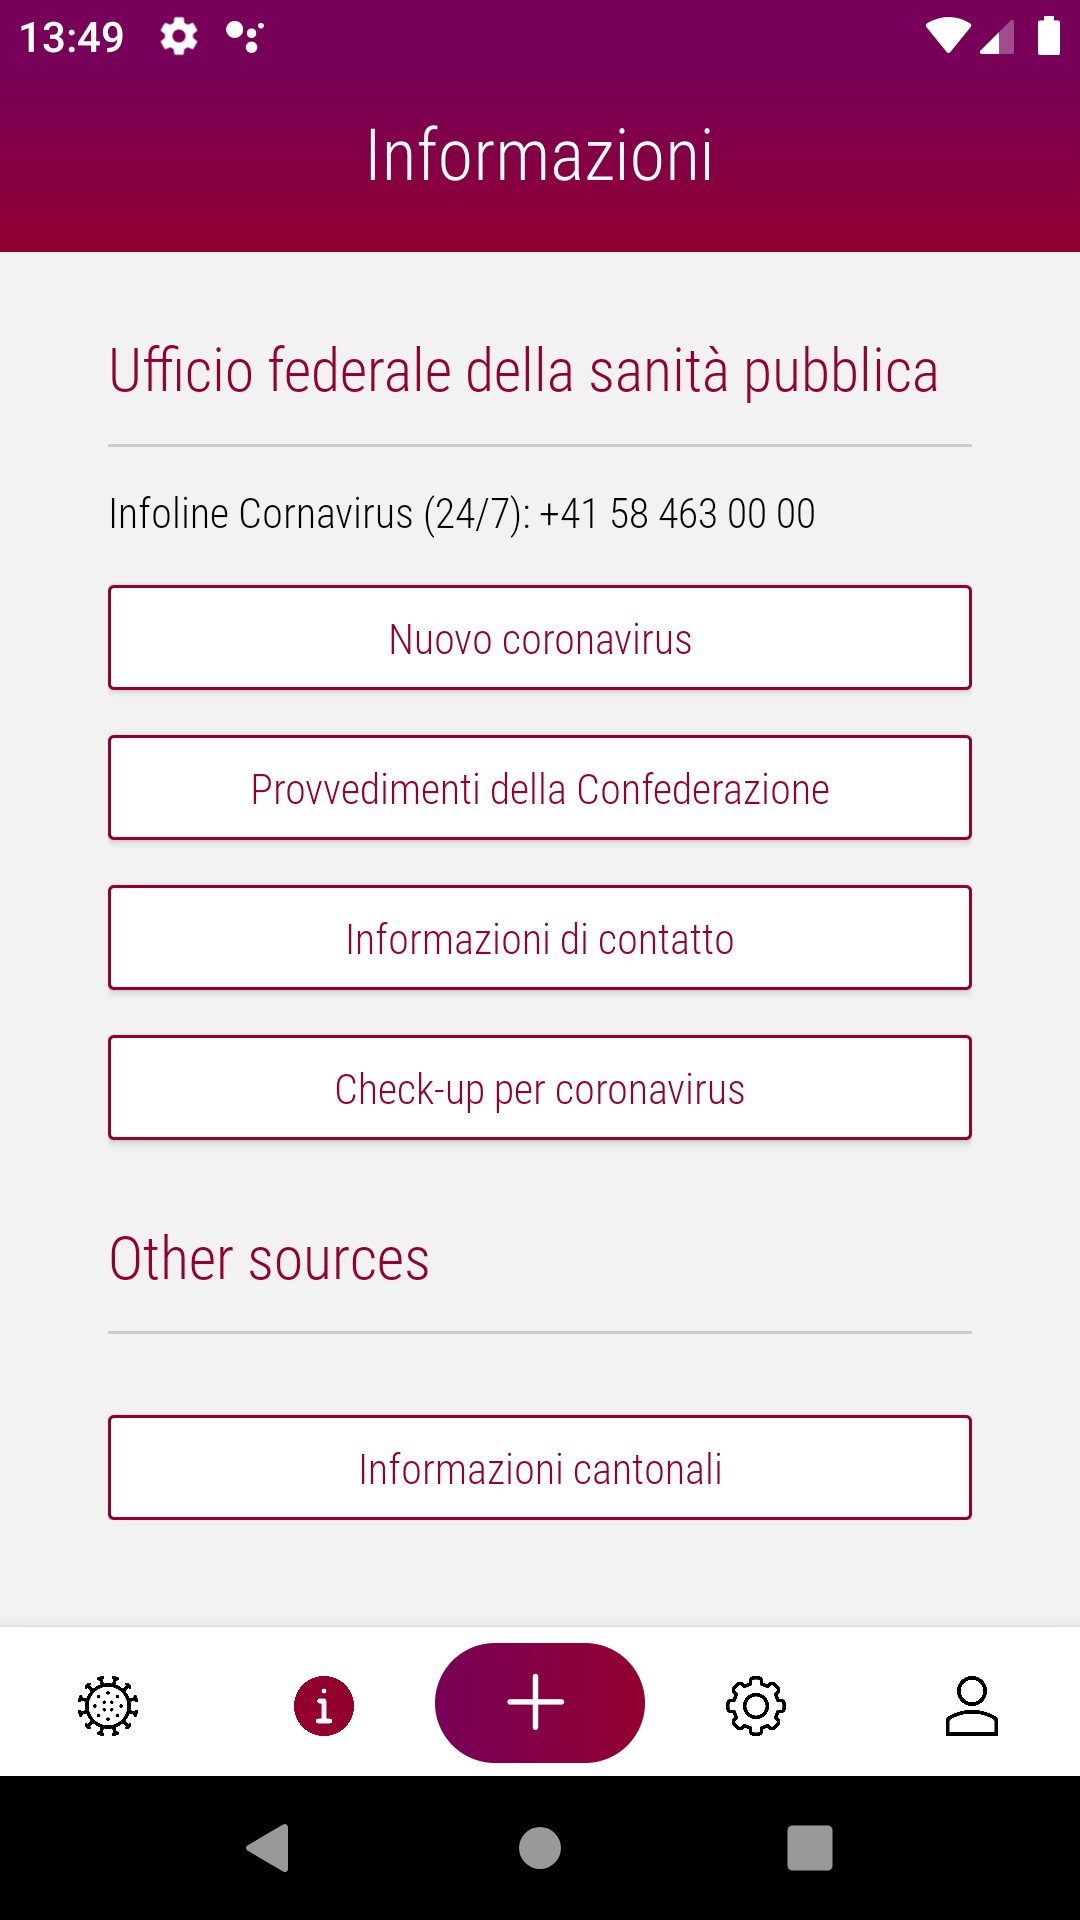 13:49
Informazioni
Ufficio federale della sanità pubblica
Infoline Cornavirus (24/7): +41 58 463 00 00
Nuovo coronavirus
Provvedimenti della Confederazione
Informazioni di contatto
Check-up per coronavirus
Other sources
Informazioni cantonali